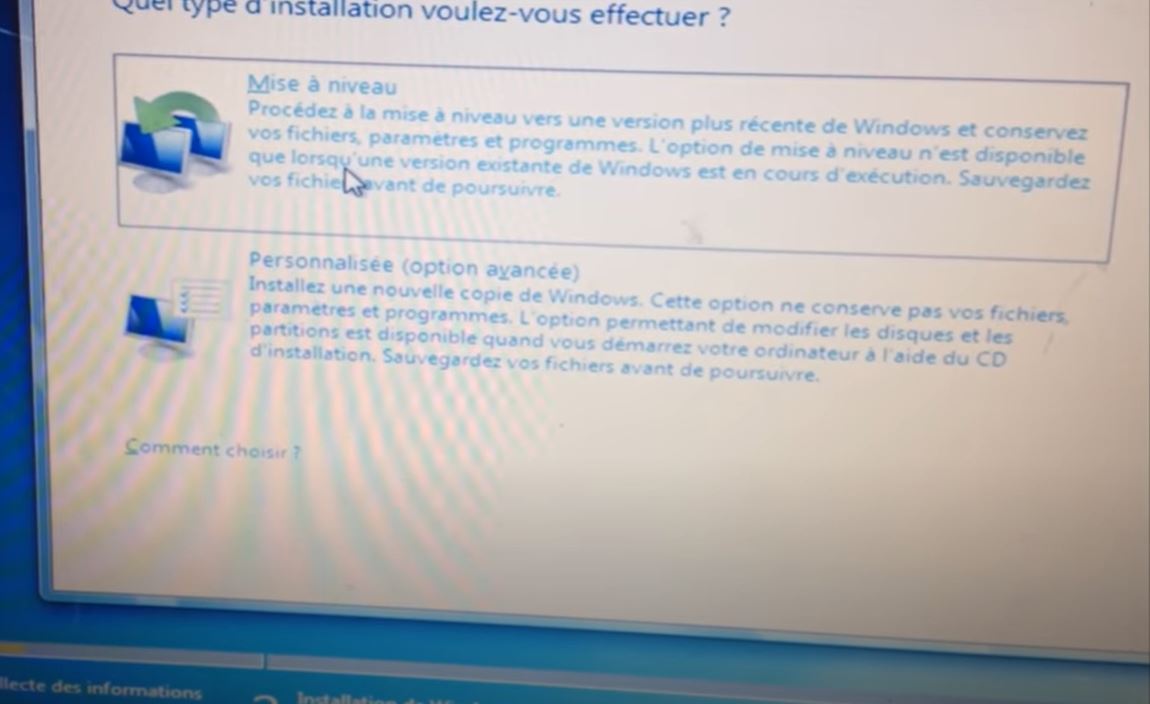 Quel type d'installation voulez-vous effectuer ?
Mise à niveau
Procédez à la mise à niveau vers une version plus récente de Windows et conservez
vos fichiers, paramètres et programmes. L'option de mise à niveau n'est disponible
que lorsqu'une version existante de Windows est en cours d'exécution. Sauvegardez
vos fichie avant de poursuivre.
Personnalisée (option avancée)
Installez une nouvelle copie de Windows. Cette option ne conserve pas vos fichiers,
paramètres et programmes. L'option permettant de modifier les disques et les
partitions est disponible quand vous démarrez votre ordinateur à l'aide du CD
d'installation. Sauvegardez vos fichiers avant de poursuivre.
Comment choisir ?
llecte des informations
Installation de